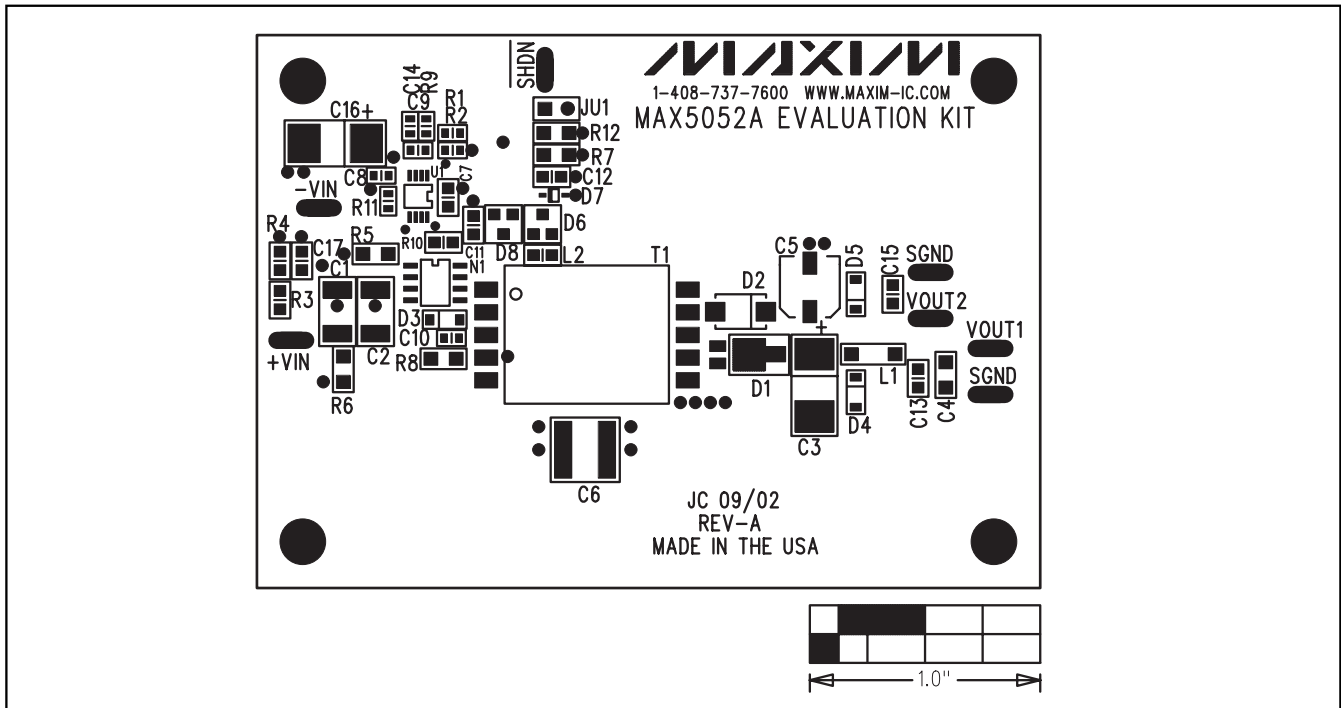 SHDN
MAXIM
1-408-737-7600 WWW.MAXIM-IC.COM
MAX5052A EVALUATION KIT
C14
R9
C9
R1
R2
C16+
JU1
R12
R7
C12
D7
C8
U1
C7
-VIN
R11
R4
C17
R5
R10
C11
D8
D6
L2
N1
T1
C1
R3
D3
C10
R8
+VIN
C2
R6
D2
C5
+
D5
C15
SGND
VOUT2
VOUT1
SGND
D1
L1
C13
C4
D4
C3
C6
JC 09/02
REV-A
MADE IN THE USA
1.0"